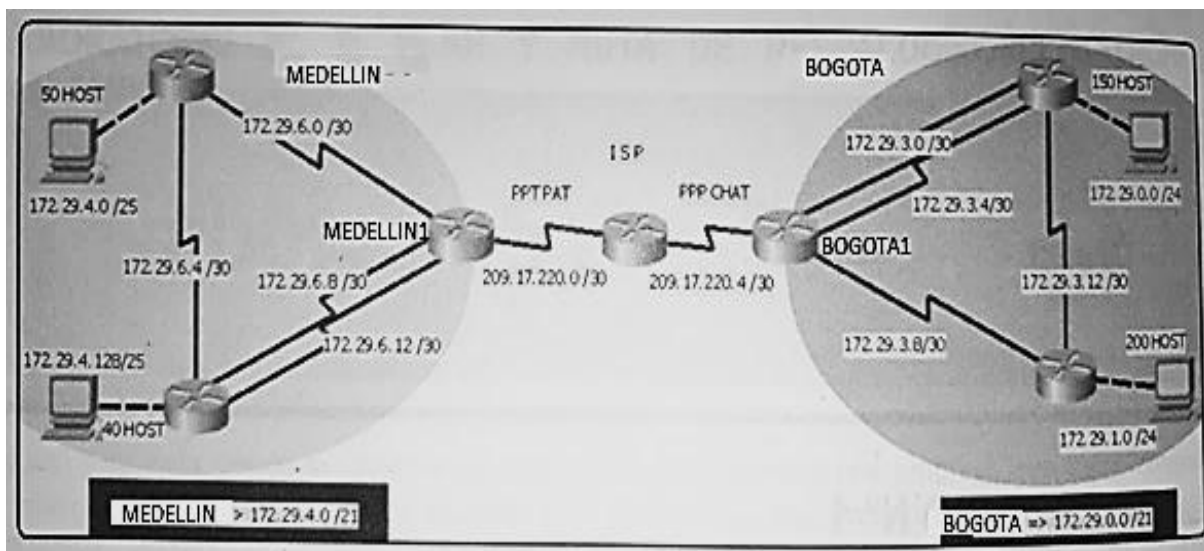 MEDELLIN
BOGOTA
50 HOST
150 HOST
172.29.6.0 /30
ISP
172.29.3.0 /30
172.29.4.0 /25
PPT PAT
PPP CHAT
172.29.0.0 /24
172.29.3.4/30
MEDELLIN1
BOGOTA1
172.29.6.4 /30
172.29.6.8 /30
209.17.220.0 /30
209.17.220.4 /30
172.29.3.12 /30
172.29.6.12 /30
172.29.3.8/30
172.29.4.128/25
200 HOST
40 HOST
172.29.1.0 /24
MEDELLIN > 172.29.4.0 /21
BOGOTA => 172.29.0.0 /21